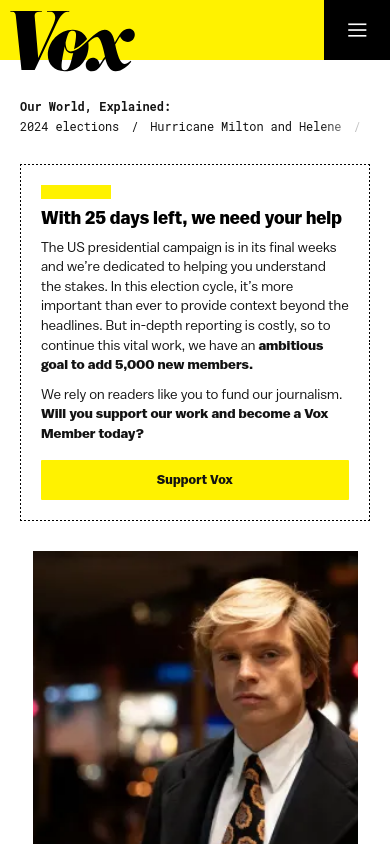 Vox
Our World, Explained:
2024 elections / Hurricane Milton and Helene /
With 25 days left, we need your help
The US presidential campaign is in its final weeks
and we’re dedicated to helping you understand
the stakes. In this election cycle, it’s more
important than ever to provide context beyond the
headlines. But in-depth reporting is costly, so to
continue this vital work, we have an ambitious
goal to add 5,000 new members.
We rely on readers like you to fund our journalism.
Will you support our work and become a Vox
Member today?
Support Vox